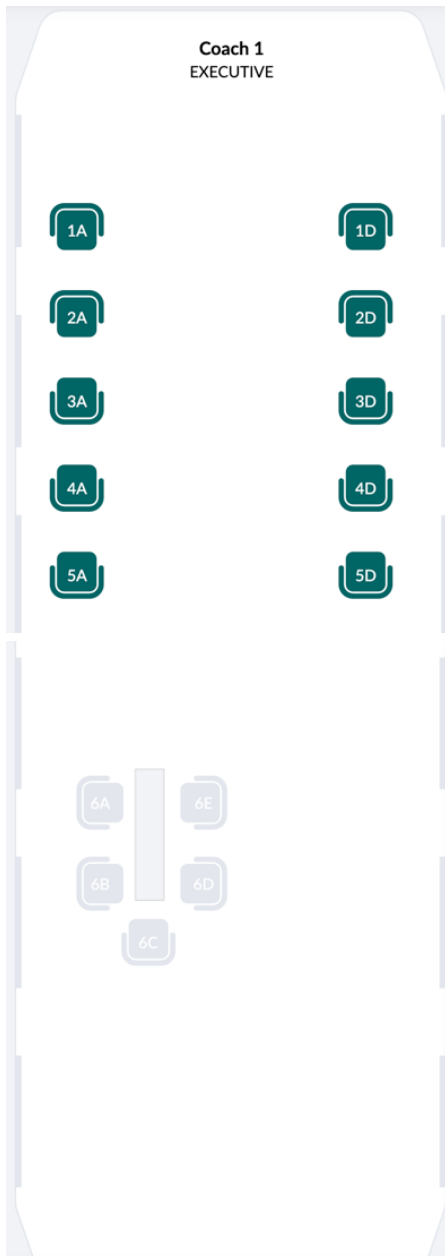 Coach 1
EXECUTIVE
1A 1D
2A 2D
3A 3D
4A 4D
5A 5D
6A 6E
6B 6D
6C